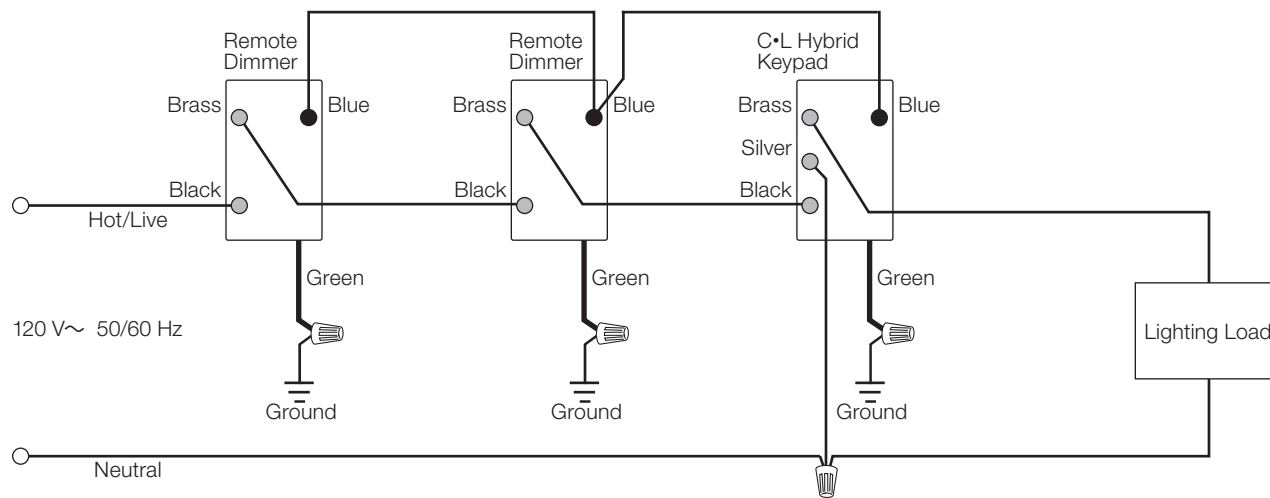 Remote
Dimmer
Remote
Dimmer
C•L Hybrid
Keypad
Brass
Blue
Brass
Blue
Brass
Blue
Silver
Black
Black
Black
Hot/Live
Green
Green
Green
120 V～ 50/60 Hz
Lighting Load
Ground
Ground
Ground
Neutral